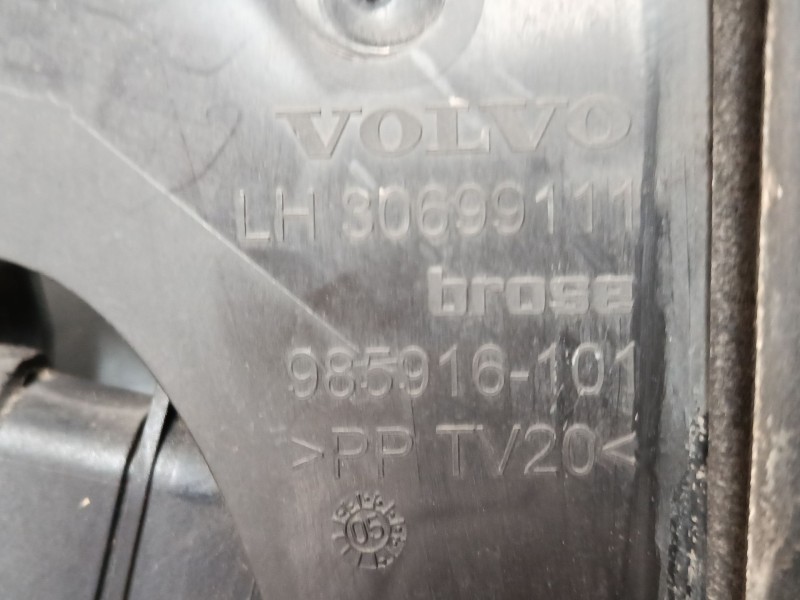 VOLVO
LH 30699111
brose
985916-101
>PP TV20<
05